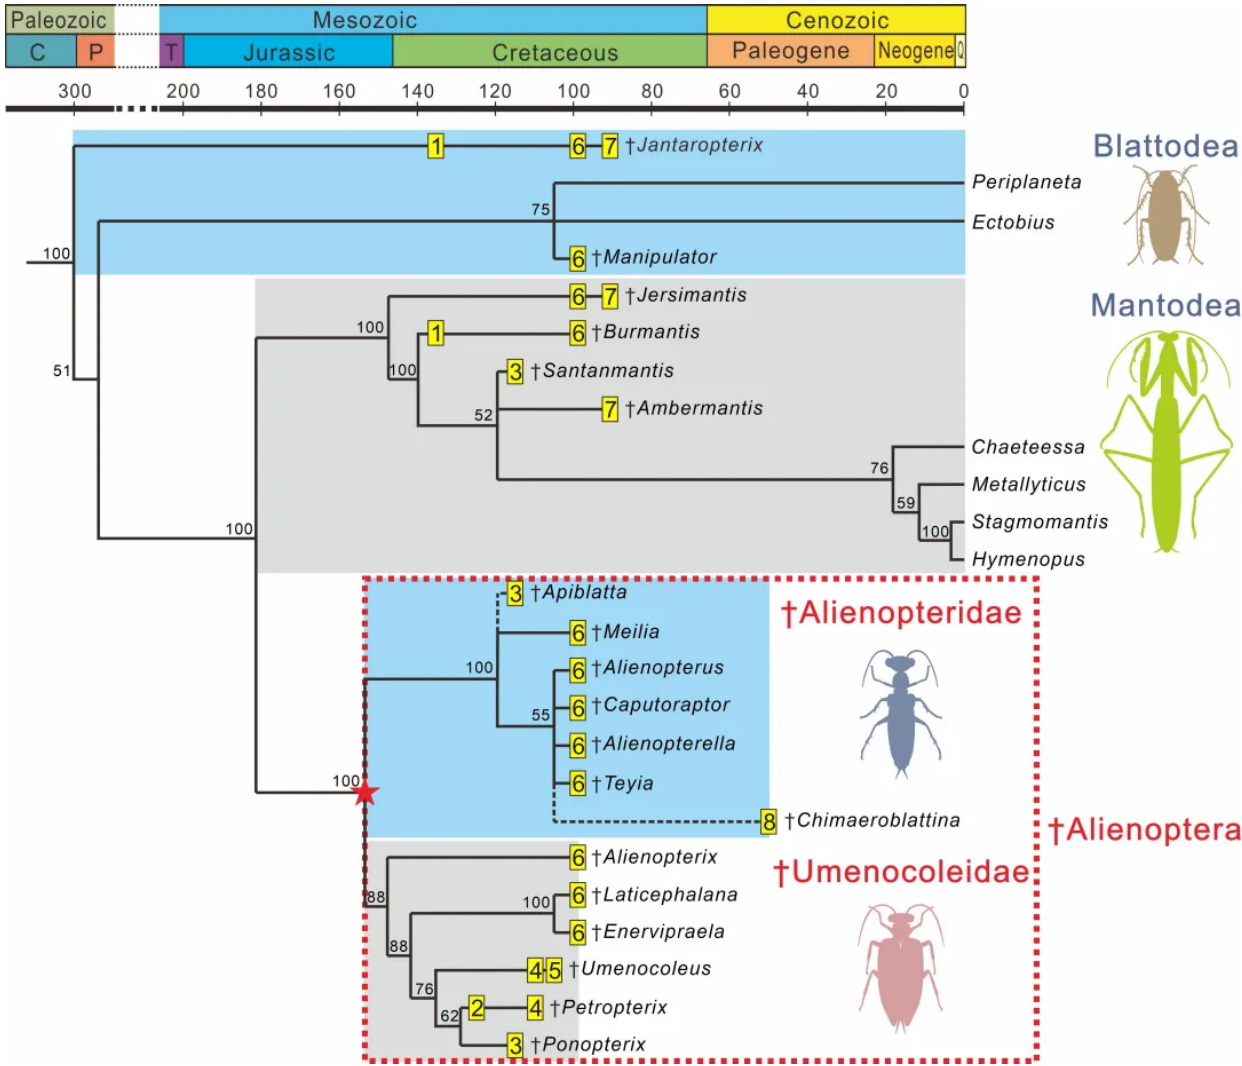 Paleozoic Mesozoic Cenozoic
C P T Jurassic Cretaceous Paleogene Neogene Q
300 200 180 160 140 120 100 80 60 40 20 0
Blattodea
1 6 7 †Jantaropterix
Periplaneta
75
Ectobius
100
6 †Manipulator
Mantodea
6 7 †Jersimantis
100
1 6 †Burmantis
51
100
3 †Santanmantis
52
7 †Ambermantis
Chaeteessa
76
Metallyticus
59
Stagmomantis
100
100
Hymenopus
3 †Apiblatta
†Alienopteridae
6 †Meilia
100
6 †Alienopterus
6 †Caputoraptor
55
6 †Alienopterella
100
6 †Teyia
8 †Chimaeroblattina
†Alienoptera
6 †Alienopterix
†Umenocoleidae
88
6 †Laticephalana
100
6 †Enervipraela
88
4 5 †Umenocoleus
76
2 4 †Petropterix
62
3 †Ponopterix